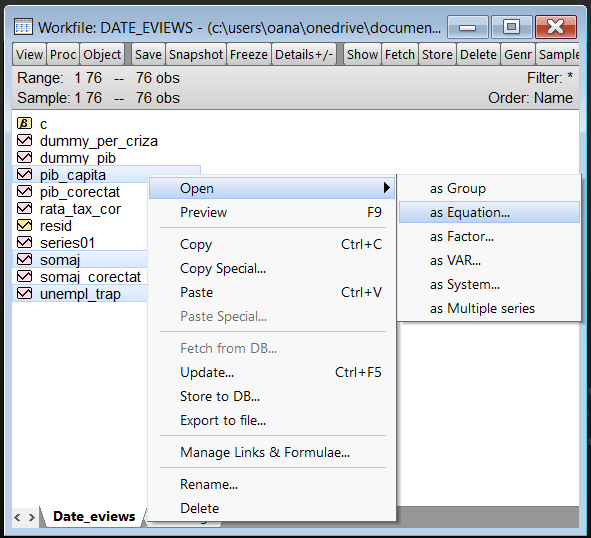 Workfile: DATE_EVIEWS - (c:\users\oana\onedrive\documen...
View Proc Object Save Snapshot Freeze Details+/- Show Fetch Store Delete Genr Sample
Range: 1 76 -- 76 obs Filter: *
Sample: 1 76 -- 76 obs Order: Name
β c
dummy_per_criza
dummy_pib
pib_capita
pib_corectat
rata_tax_cor
resid
series01
somaj
somaj_corectat
unempl_trap
Open
Preview F9
Copy Ctrl+C
Copy Special...
Paste Ctrl+V
Paste Special...
Fetch from DB...
Update... Ctrl+F5
Store to DB...
Export to file...
Manage Links & Formulae...
Rename...
Delete
as Group
as Equation...
as Factor...
as VAR...
as System...
as Multiple series
< > Date_eviews